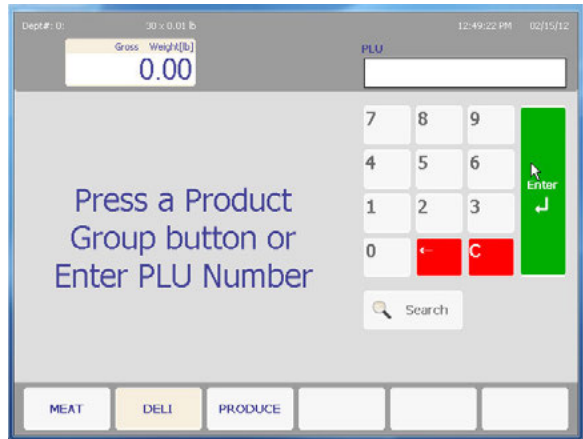 Dept#: 0: 30 x 0.01 lb 12:49:22 PM 02/15/12
Gross Weight[lb]
0.00
PLU
7 8 9
4 5 6
Enter
1 2 3
0 ← C
Search
Press a Product
Group button or
Enter PLU Number
MEAT DELI PRODUCE